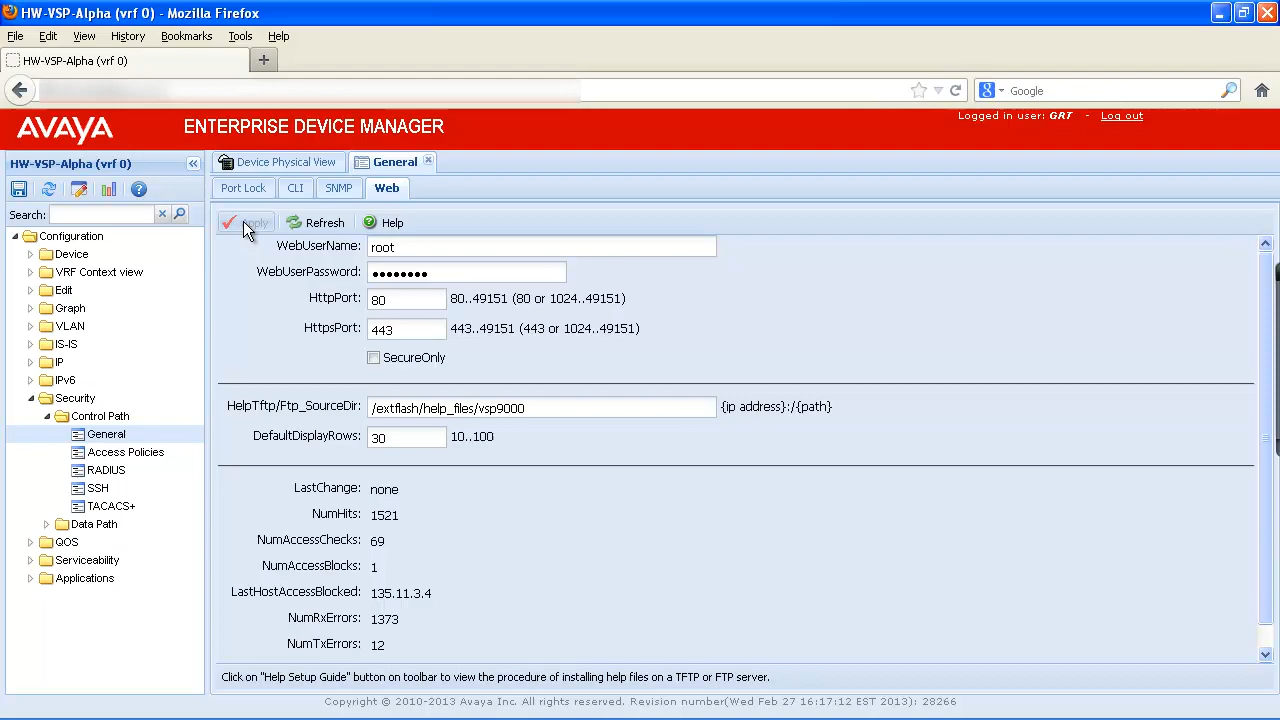 HW-VSP-Alpha (vrf 0) - Mozilla Firefox
File Edit View History Bookmarks Tools Help
HW-VSP-Alpha (vrf 0)
Google
AVAYA ENTERPRISE DEVICE MANAGER
Logged in user: GRT - Log out
HW-VSP-Alpha (vrf 0)
Search:
Configuration
Device
VRF Context view
Edit
Graph
VLAN
IS-IS
IP
IPv6
Security
Control Path
General
Access Policies
RADIUS
SSH
TACACS+
Data Path
QOS
Serviceability
Applications
Device Physical View General
Port Lock CLI SNMP Web
Apply Refresh Help
WebUserName: root
WebUserPassword: ●●●●●●●●
HttpPort: 80 80..49151 (80 or 1024..49151)
HttpsPort: 443 443..49151 (443 or 1024..49151)
SecureOnly
HelpTftp/Ftp_SourceDir: /extflash/help_files/vsp9000 {ip address}:/{path}
DefaultDisplayRows: 30 10..100
LastChange: none
NumHits: 1521
NumAccessChecks: 69
NumAccessBlocks: 1
LastHostAccessBlocked: 135.11.3.4
NumRxErrors: 1373
NumTxErrors: 12
Click on "Help Setup Guide" button on toolbar to view the procedure of installing help files on a TFTP or FTP server.
Copyright © 2010-2013 Avaya Inc. All rights reserved. Revision number(Wed Feb 27 16:17:12 EST 2013): 28266